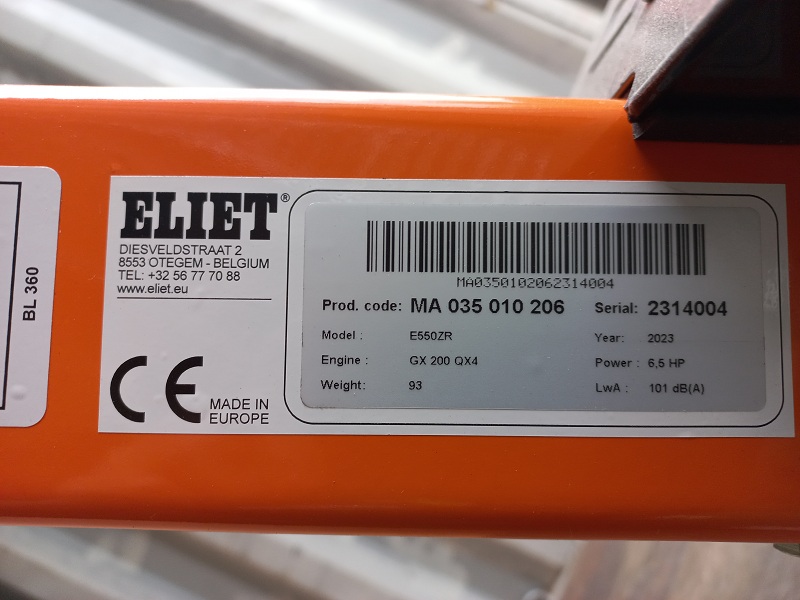 BL 360
ELIET®
DIESVELDSTRAAT 2
8553 OTEGEM - BELGIUM
TEL: +32 56 77 70 88
www.eliet.eu
CE
MADE IN
EUROPE
MA0350102062314004
Prod. code: MA 035 010 206 Serial: 2314004
Model : E550ZR Year: 2023
Engine : GX 200 QX4 Power : 6,5 HP
Weight: 93 LwA : 101 dB(A)